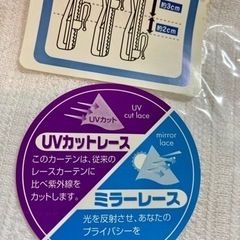 約3cm
約2cm
UVカット
UV
cut lace
UVカットレース
このカーテンは、従来の
レースカーテンに
比べ紫外線を
カットします。
mirror
lace
ミラーレース
光を反射させ、あなたの
プライバシーを